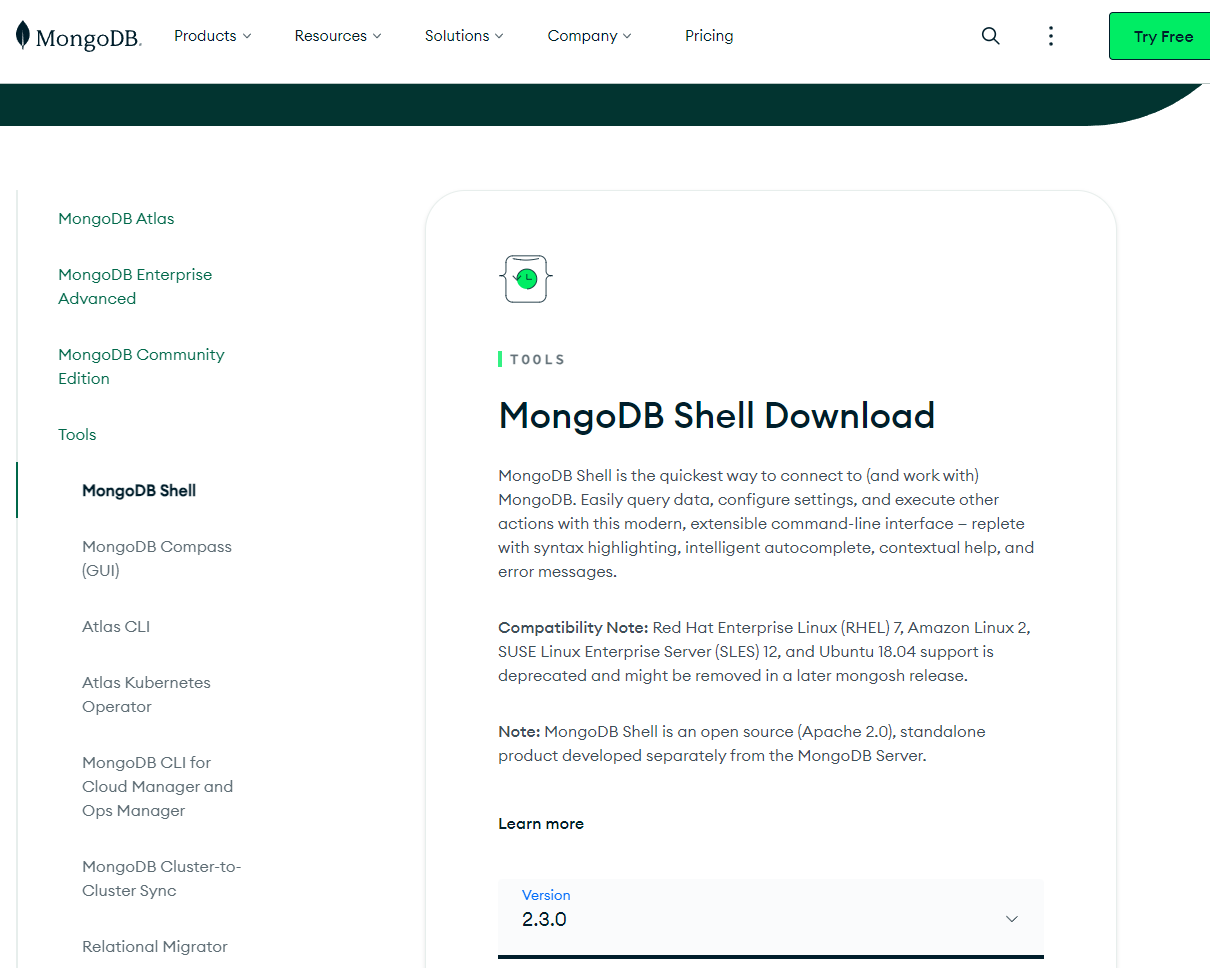 MongoDB.
Products
Resources
Solutions
Company
Pricing
Try Free
MongoDB Atlas
MongoDB Enterprise
Advanced
MongoDB Community
Edition
Tools
MongoDB Shell
MongoDB Compass
(GUI)
Atlas CLI
Atlas Kubernetes
Operator
MongoDB CLI for
Cloud Manager and
Ops Manager
MongoDB Cluster-to-
Cluster Sync
Relational Migrator
TOOLS
MongoDB Shell Download
MongoDB Shell is the quickest way to connect to (and work with)
MongoDB. Easily query data, configure settings, and execute other
actions with this modern, extensible command-line interface – replete
with syntax highlighting, intelligent autocomplete, contextual help, and
error messages.
Compatibility Note: Red Hat Enterprise Linux (RHEL) 7, Amazon Linux 2,
SUSE Linux Enterprise Server (SLES) 12, and Ubuntu 18.04 support is
deprecated and might be removed in a later mongosh release.
Note: MongoDB Shell is an open source (Apache 2.0), standalone
product developed separately from the MongoDB Server.
Learn more
Version
2.3.0